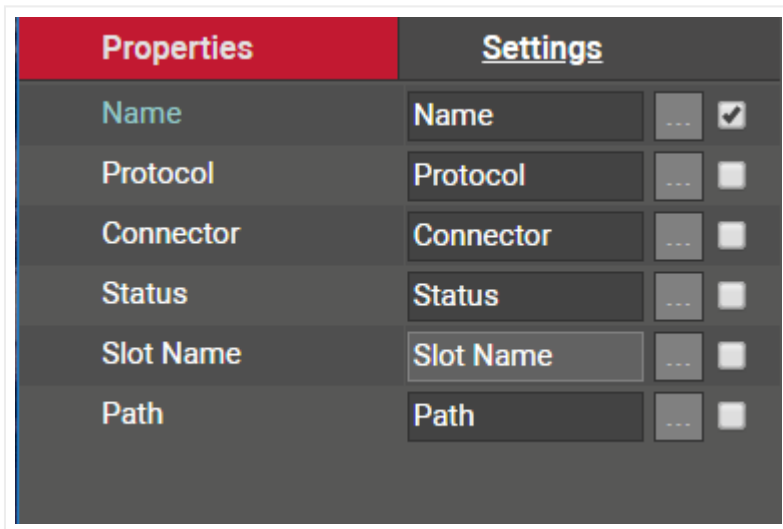 Properties Settings
Name Name ...
Protocol Protocol ...
Connector Connector ...
Status Status ...
Slot Name Slot Name ...
Path Path ...